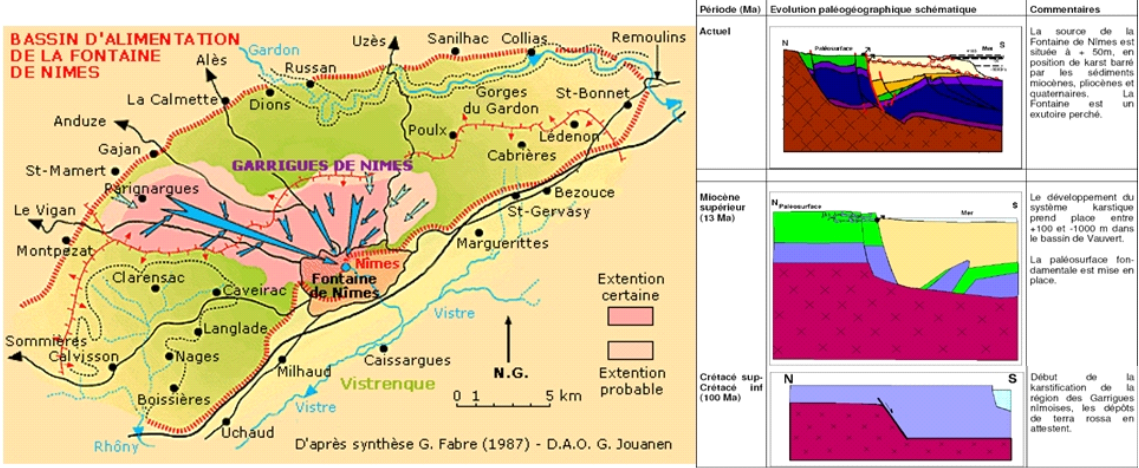 BASSIN D'ALIMENTATION
DE LA FONTAINE
DE NIMES
Gardon
Uzès
Sanilhac
Collias
Remoulins
Alès
Russan
La Calmette
Dions
Gorges
du Gardon
St-Bonnet
Anduze
Poulx
Lédenon
Gajan
Cabrières
St-Mamert
GARRIGUES DE NIMES
Parignargues
Bezouce
Le Vigan
St-Gervasy
Montpezat
Marguerittes
Nîmes
Clarensac
Fontaine
de Nîmes
Caveirac
Extention
certaine
Vistre
Langlade
Sommières
Calvisson
Nages
Caissargues
Milhaud
N.G.
Extention
probable
Vistrenque
Boissières
0 1 5 km
Vistre
Uchaud
Rhôny
D'après synthèse G. Fabre (1987) - D.A.O. G. Jouanen
Période (Ma)
Evolution paléogéographique schématique
Commentaires
Actuel
N
Paléosurface
Mer
S
La source de la
Fontaine de Nîmes est
située à + 50m, en
position de karst barré
par les sédiments
miocènes, pliocènes et
quaternaires. La
Fontaine est un
exutoire perché.
Miocène
supérieur
(13 Ma)
N
Paléosurface
Mer
S
Le développement du
système karstique
prend place entre
+100 et -1000 m dans
le bassin de Vauvert.
La paléosurface fon-
damentale est mise en
place.
Crétacé sup-
Crétacé inf
(100 Ma)
N
S
Début de la
karstification de la
région des Garrigues
nîmoises, les dépôts
de terra rossa en
attestent.